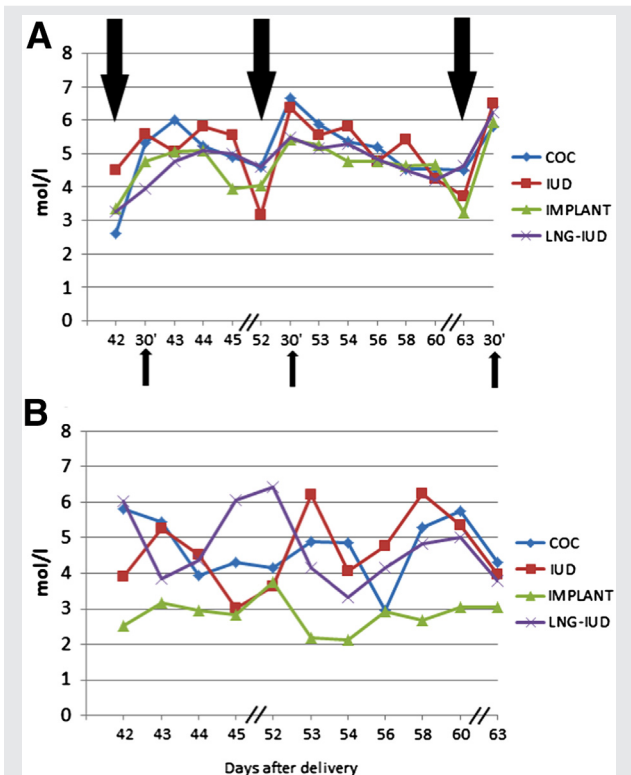 A
8
7
6
5
4
3
2
1
0
mol/l
42 30' 43 44 45 // 52 30' 53 54 56 58 60 // 63 30'
COC
IUD
IMPLANT
LNG-IUD
B
8
7
6
5
4
3
2
1
0
mol/l
42 43 44 45 // 52 53 54 56 58 60 // 63
Days after delivery
COC
IUD
IMPLANT
LNG-IUD